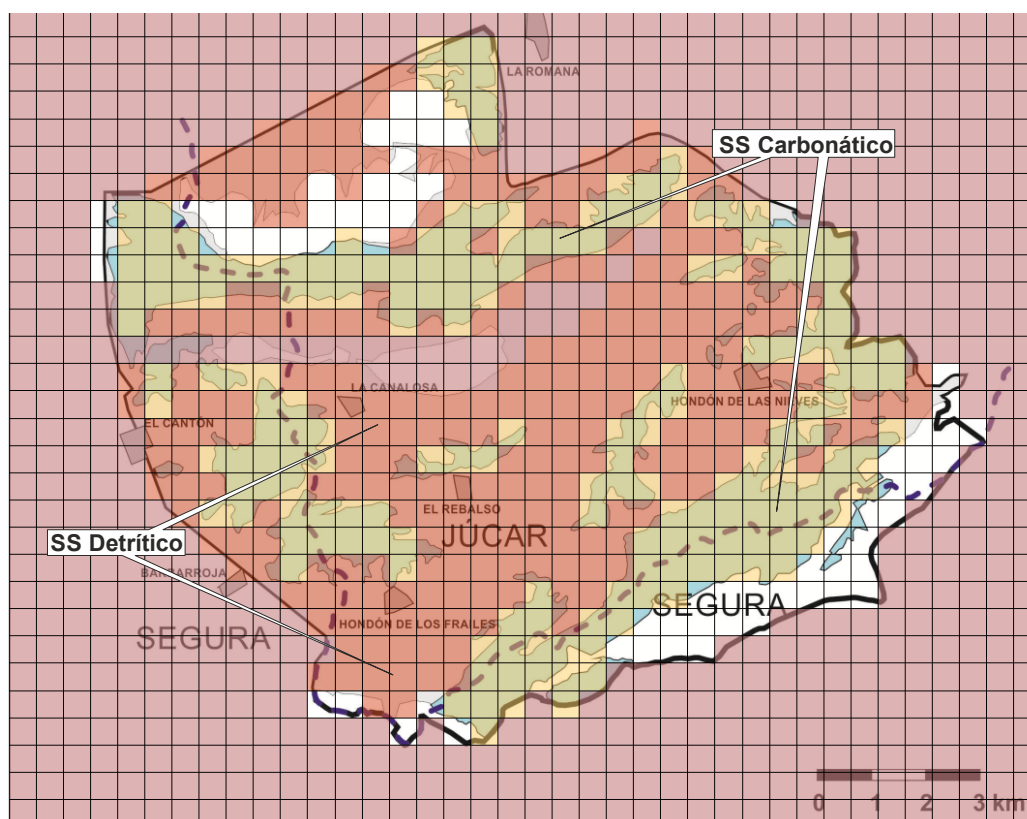 LA ROMANA
SS Carbonático
LA CANALOSA
HONDÓN DE LAS NIEVES
EL CANTÓN
EL REBALSO
JÚCAR
SS Detrítico
BARBARROJA
SEGURA
HONDÓN DE LOS FRAILES
SEGURA
0 1 2 3 km